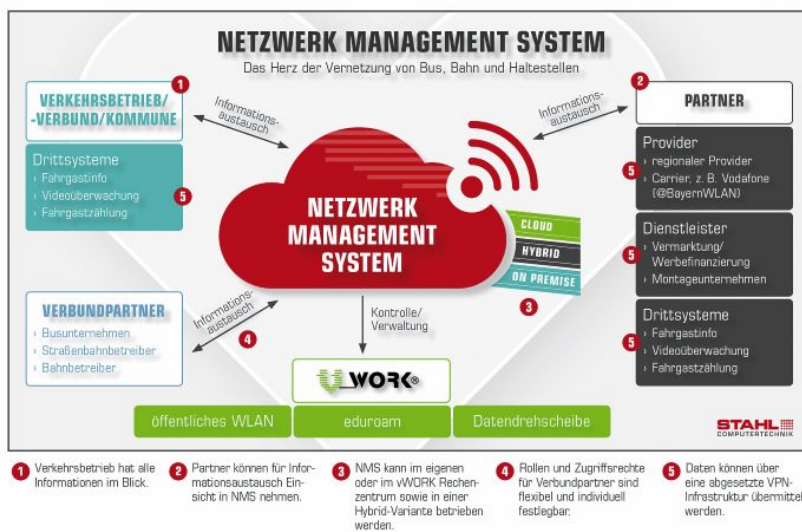 NETZWERK MANAGEMENT SYSTEM
Das Herz der Vernetzung von Bus, Bahn und Haltestellen
1
VERKEHRSBETRIEB/
-VERBUND/KOMMUNE
Drittsysteme
› Fahrgastinfo
› Videoüberwachung
› Fahrgastzählung
5
Informations-
austausch
Informations-
austausch
2
PARTNER
Provider
› regionaler Provider
› Carrier, z. B. Vodafone
(@BayernWLAN)
5
Dienstleister
› Vermarktung/
Werbefinanzierung
› Montageunternehmen
5
Drittsysteme
› Fahrgastinfo
› Videoüberwachung
› Fahrgastzählung
5
NETZWERK
MANAGEMENT
SYSTEM
CLOUD
HYBRID
ON PREMISE
3
VERBUNDPARTNER
› Busunternehmen
› Straßenbahnbetreiber
› Bahnbetreiber
Informations-
austausch
4
Kontrolle/
Verwaltung
V WORK®
öffentliches WLAN
eduroam
Datendrehscheibe
STAHL
COMPUTERTECHNIK
1 Verkehrsbetrieb hat alle
Informationen im Blick.
2 Partner können für Infor-
mationsaustausch Ein-
sicht in NMS nehmen.
3 NMS kann im eigenen
oder im vWORK Rechen-
zentrum sowie in einer
Hybrid-Variante betrieben
werden.
4 Rollen und Zugriffsrechte
für Verbundpartner sind
flexibel und individuell
festlegbar.
5 Daten können über
eine abgesetzte VPN-
Infrastruktur übermittelt
werden.